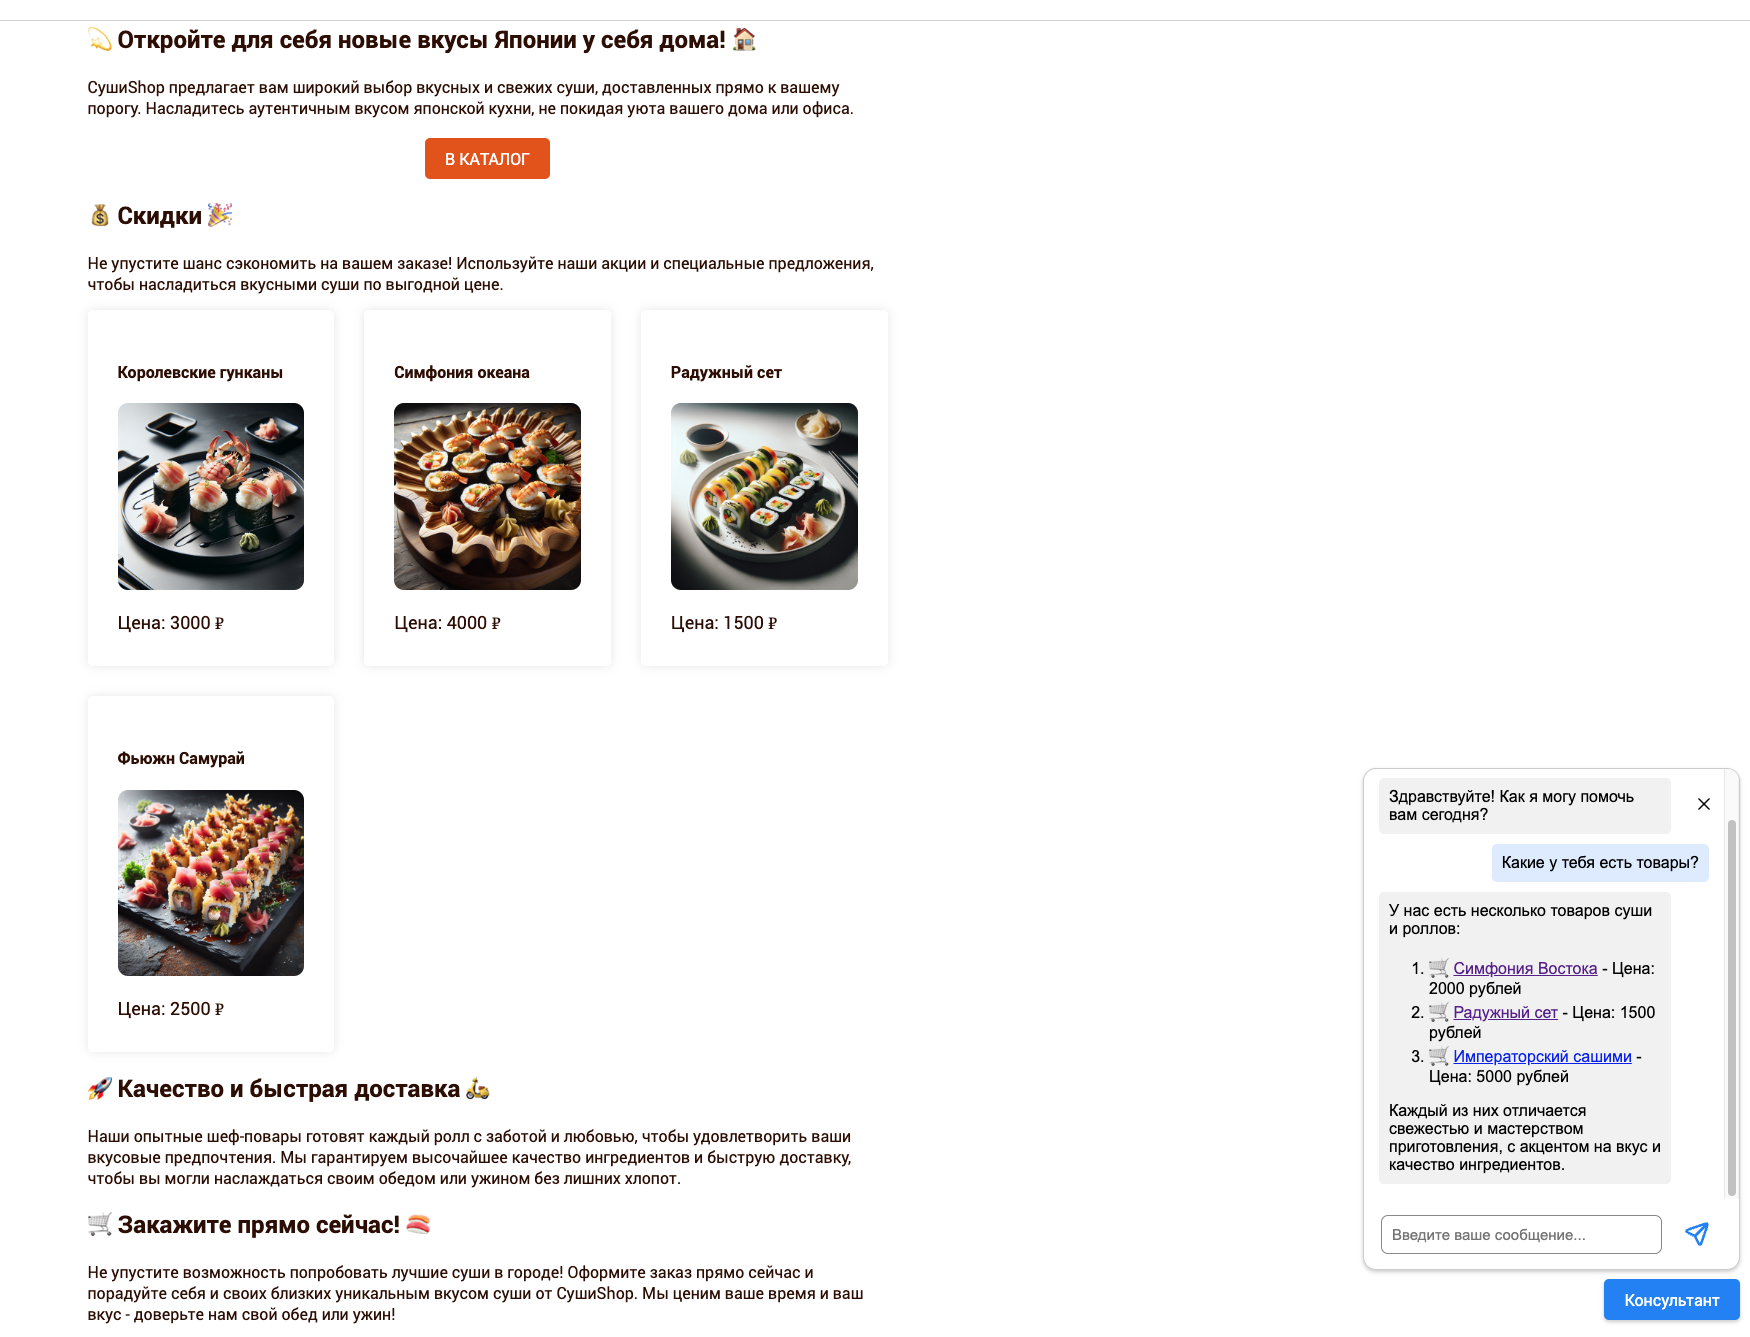 💫 Откройте для себя новые вкусы Японии у себя дома! 🏠
СушиShop предлагает вам широкий выбор вкусных и свежих суши, доставленных прямо к вашему
порогу. Насладитесь аутентичным вкусом японской кухни, не покидая уюта вашего дома или офиса.
В КАТАЛОГ
💰 Скидки 🎉
Не упустите шанс сэкономить на вашем заказе! Используйте наши акции и специальные предложения,
чтобы насладиться вкусными суши по выгодной цене.
Королевские гунканы
Цена: 3000 ₽
Симфония океана
Цена: 4000 ₽
Радужный сет
Цена: 1500 ₽
Фьюжн Самурай
Цена: 2500 ₽
🚀 Качество и быстрая доставка 🛵
Наши опытные шеф-повары готовят каждый ролл с заботой и любовью, чтобы удовлетворить ваши
вкусовые предпочтения. Мы гарантируем высочайшее качество ингредиентов и быструю доставку,
чтобы вы могли наслаждаться своим обедом или ужином без лишних хлопот.
🛒 Закажите прямо сейчас! 🍣
Не упустите возможность попробовать лучшие суши в городе! Оформите заказ прямо сейчас и
порадуйте себя и своих близких уникальным вкусом суши от СушиShop. Мы ценим ваше время и ваш
вкус - доверьте нам свой обед или ужин!
Здравствуйте! Как я могу помочь
вам сегодня?
Какие у тебя есть товары?
У нас есть несколько товаров суши
и роллов:
1. 🛒 Симфония Востока - Цена:
2000 рублей
2. 🛒 Радужный сет - Цена: 1500
рублей
3. 🛒 Императорский сашими -
Цена: 5000 рублей
Каждый из них отличается
свежестью и мастерством
приготовления, с акцентом на вкус и
качество ингредиентов.
Введите ваше сообщение...
Консультант